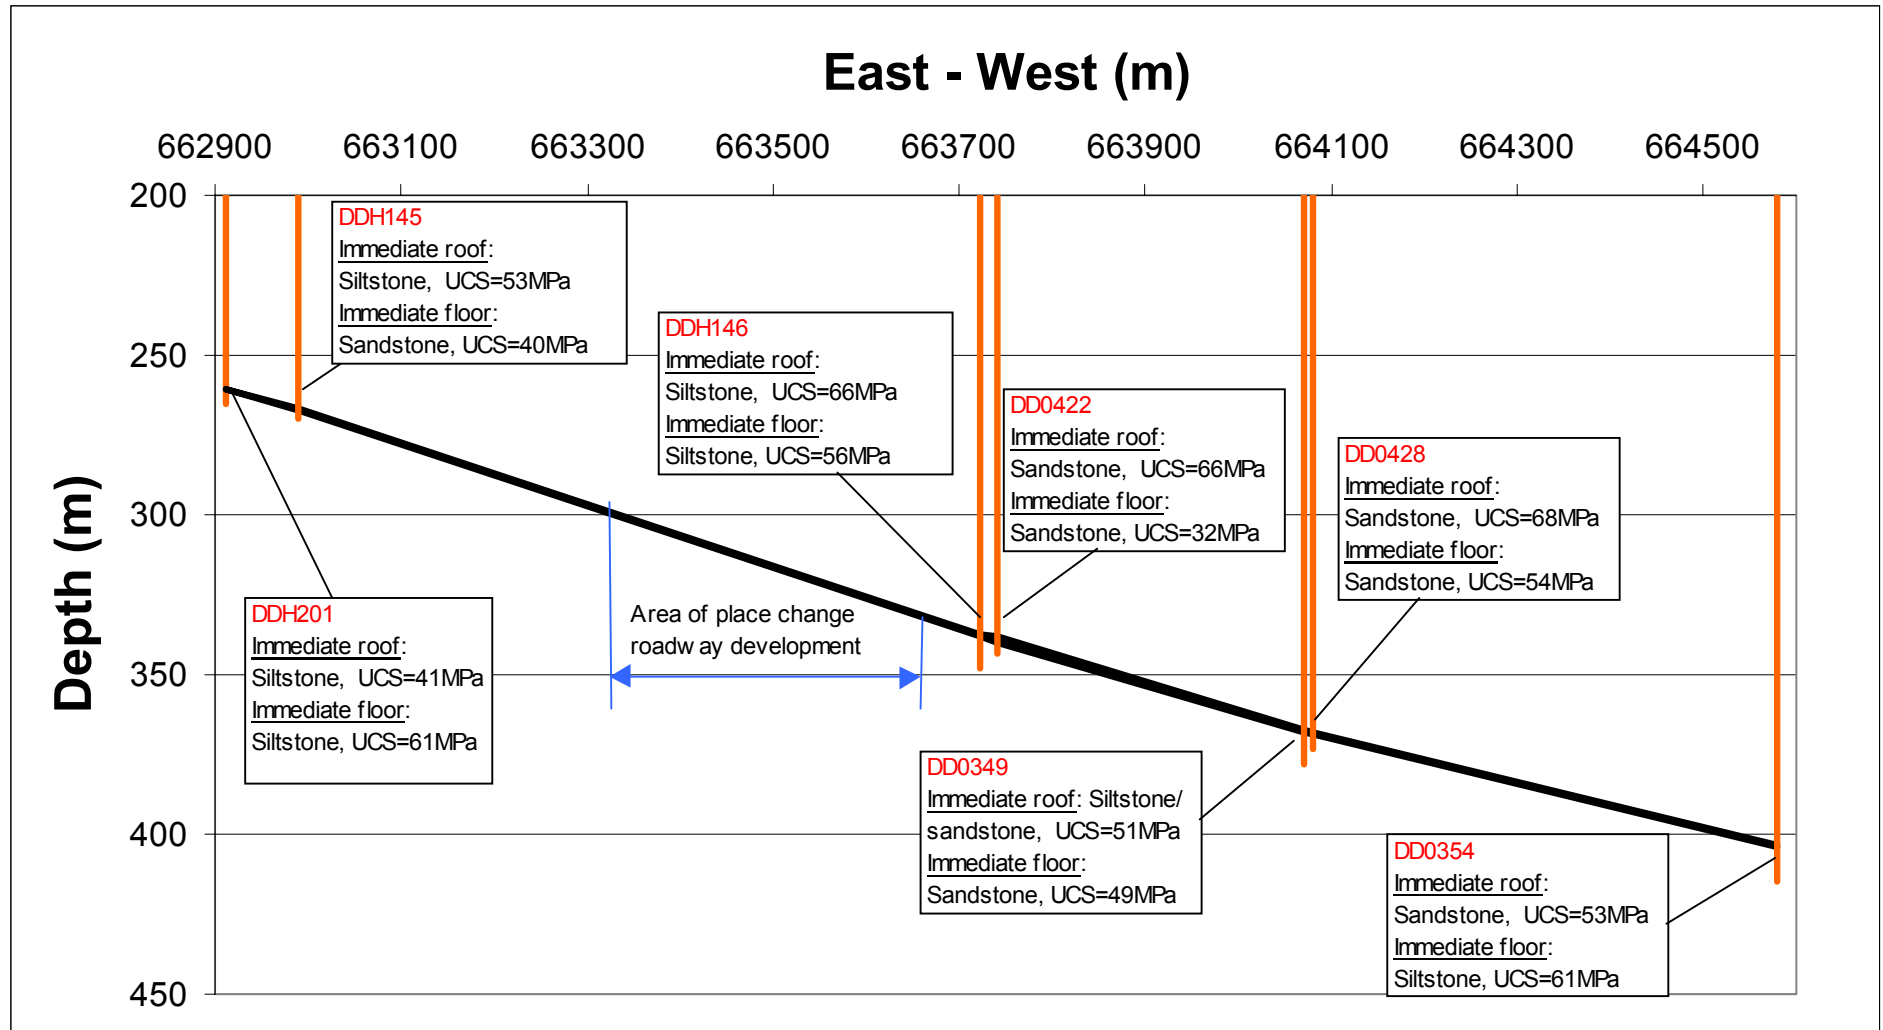 East - West (m)
662900 663100 663300 663500 663700 663900 664100 664300 664500
Depth (m)
200
250
300
350
400
450
DDH145
Immediate roof:
Siltstone, UCS=53MPa
Immediate floor:
Sandstone, UCS=40MPa
DDH146
Immediate roof:
Siltstone, UCS=66MPa
Immediate floor:
Siltstone, UCS=56MPa
DD0422
Immediate roof:
Sandstone, UCS=66MPa
Immediate floor:
Sandstone, UCS=32MPa
DD0428
Immediate roof:
Sandstone, UCS=68MPa
Immediate floor:
Sandstone, UCS=54MPa
DDH201
Immediate roof:
Siltstone, UCS=41MPa
Immediate floor:
Siltstone, UCS=61MPa
Area of place change
roadway development
DD0349
Immediate roof: Siltstone/
sandstone, UCS=51MPa
Immediate floor:
Sandstone, UCS=49MPa
DD0354
Immediate roof:
Sandstone, UCS=53MPa
Immediate floor:
Siltstone, UCS=61MPa